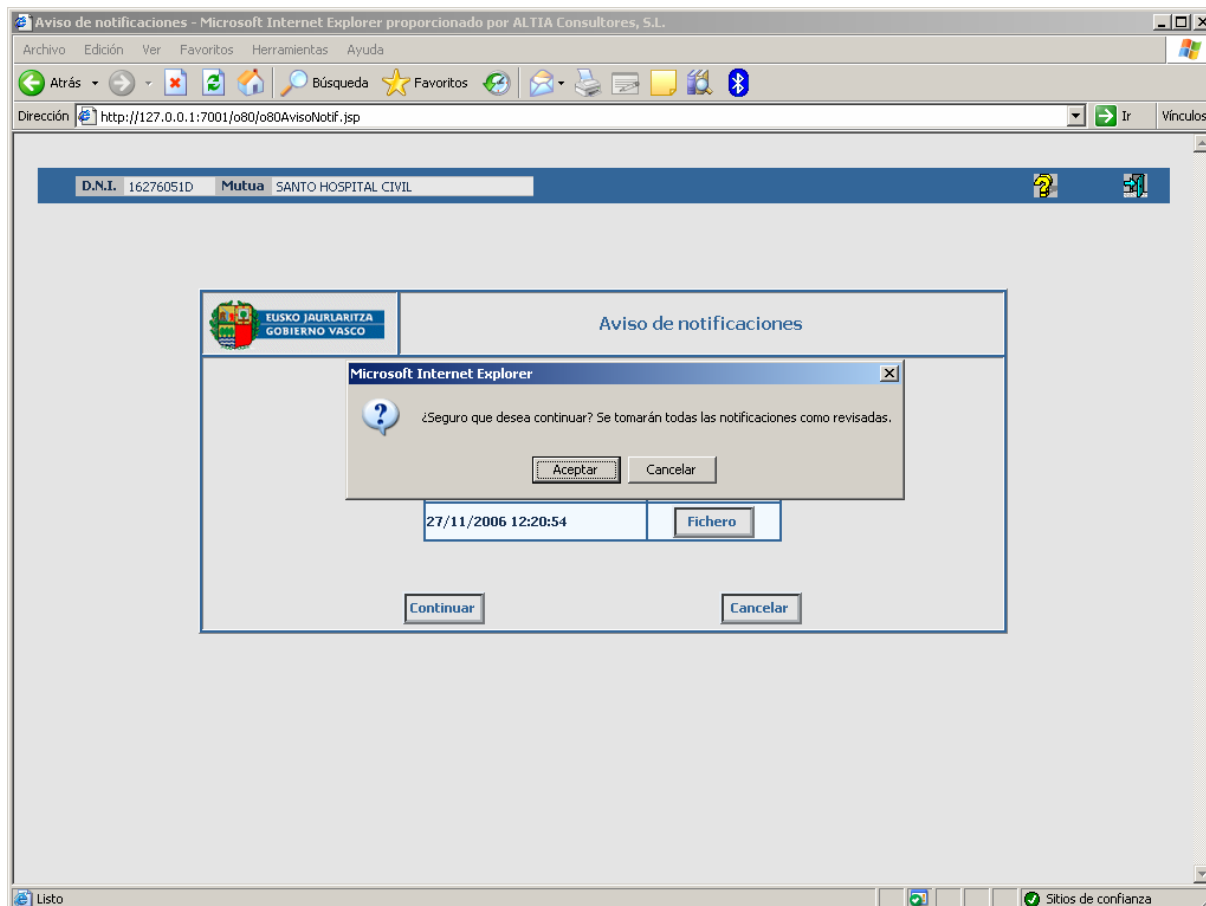 Aviso de notificaciones - Microsoft Internet Explorer proporcionado por ALTIA Consultores, S.L.
Archivo Edición Ver Favoritos Herramientas Ayuda
Atrás Búsqueda Favoritos
Dirección http://127.0.0.1:7001/o80/o80AvisoNotif.jsp Ir Vínculos
D.N.I. 16276051D Mutua SANTO HOSPITAL CIVIL
EUSKO JAURLARITZA
GOBIERNO VASCO
Aviso de notificaciones
Microsoft Internet Explorer
¿Seguro que desea continuar? Se tomarán todas las notificaciones como revisadas.
Aceptar Cancelar
27/11/2006 12:20:54 Fichero
Continuar Cancelar
Listo Sitios de confianza